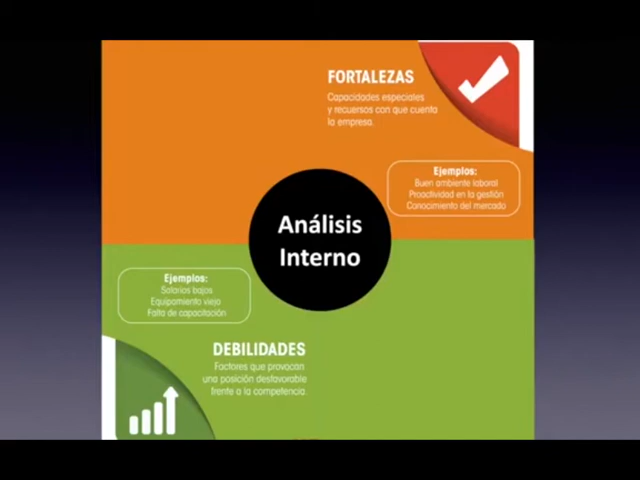 FORTALEZAS
Capacidades especiales
y recuersos con que cuenta
la empresa.
Ejemplos:
Buen ambiente laboral
Proactividad en la gestión
Conocimiento del mercado
Análisis
Interno
Ejemplos:
Salarios bajos
Equipamiento viejo
Falta de capacitación
DEBILIDADES
Factores que provocan
una posición desfavorable
frente a la competencia.